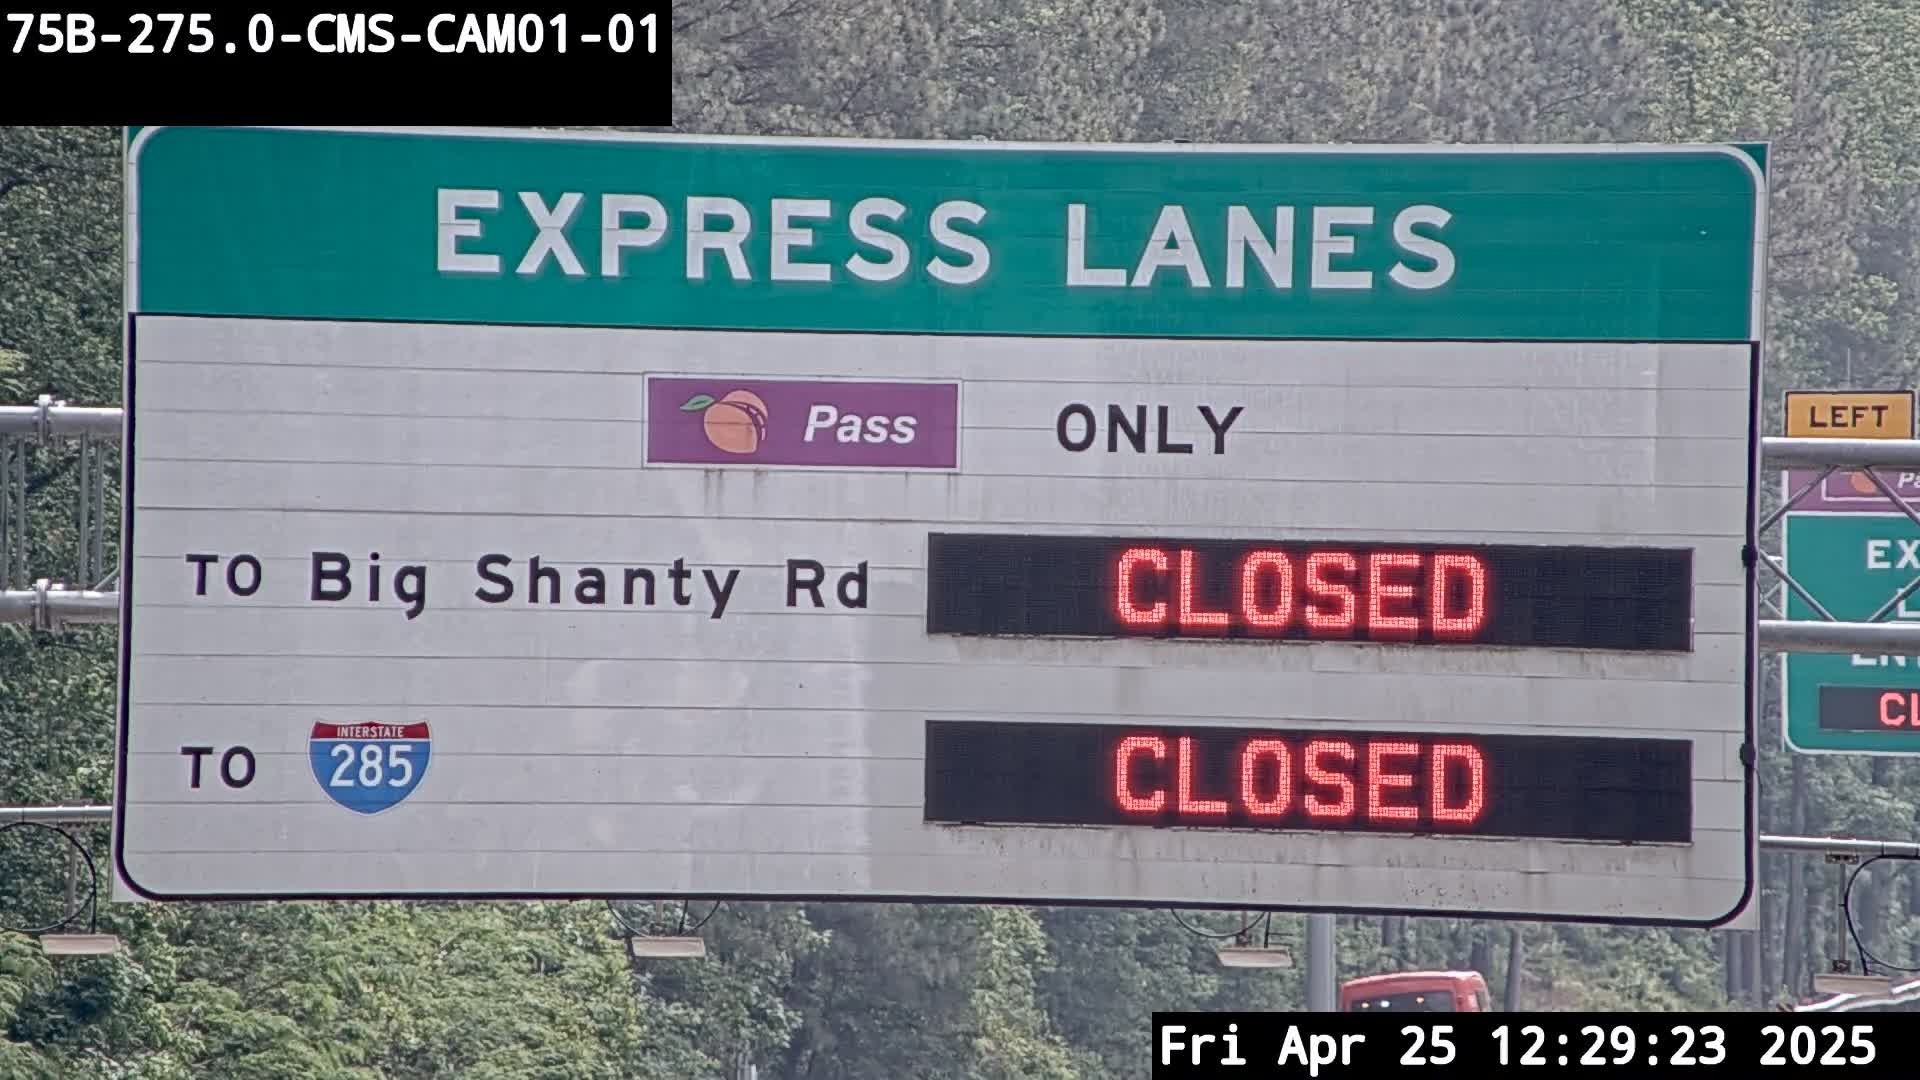 75B-275.0-CMS-CAM01-01
EXPRESS LANES
Pass ONLY
TO Big Shanty Rd CLOSED
TO INTERSTATE 285 CLOSED
LEFT
Fri Apr 25 12:29:23 2025